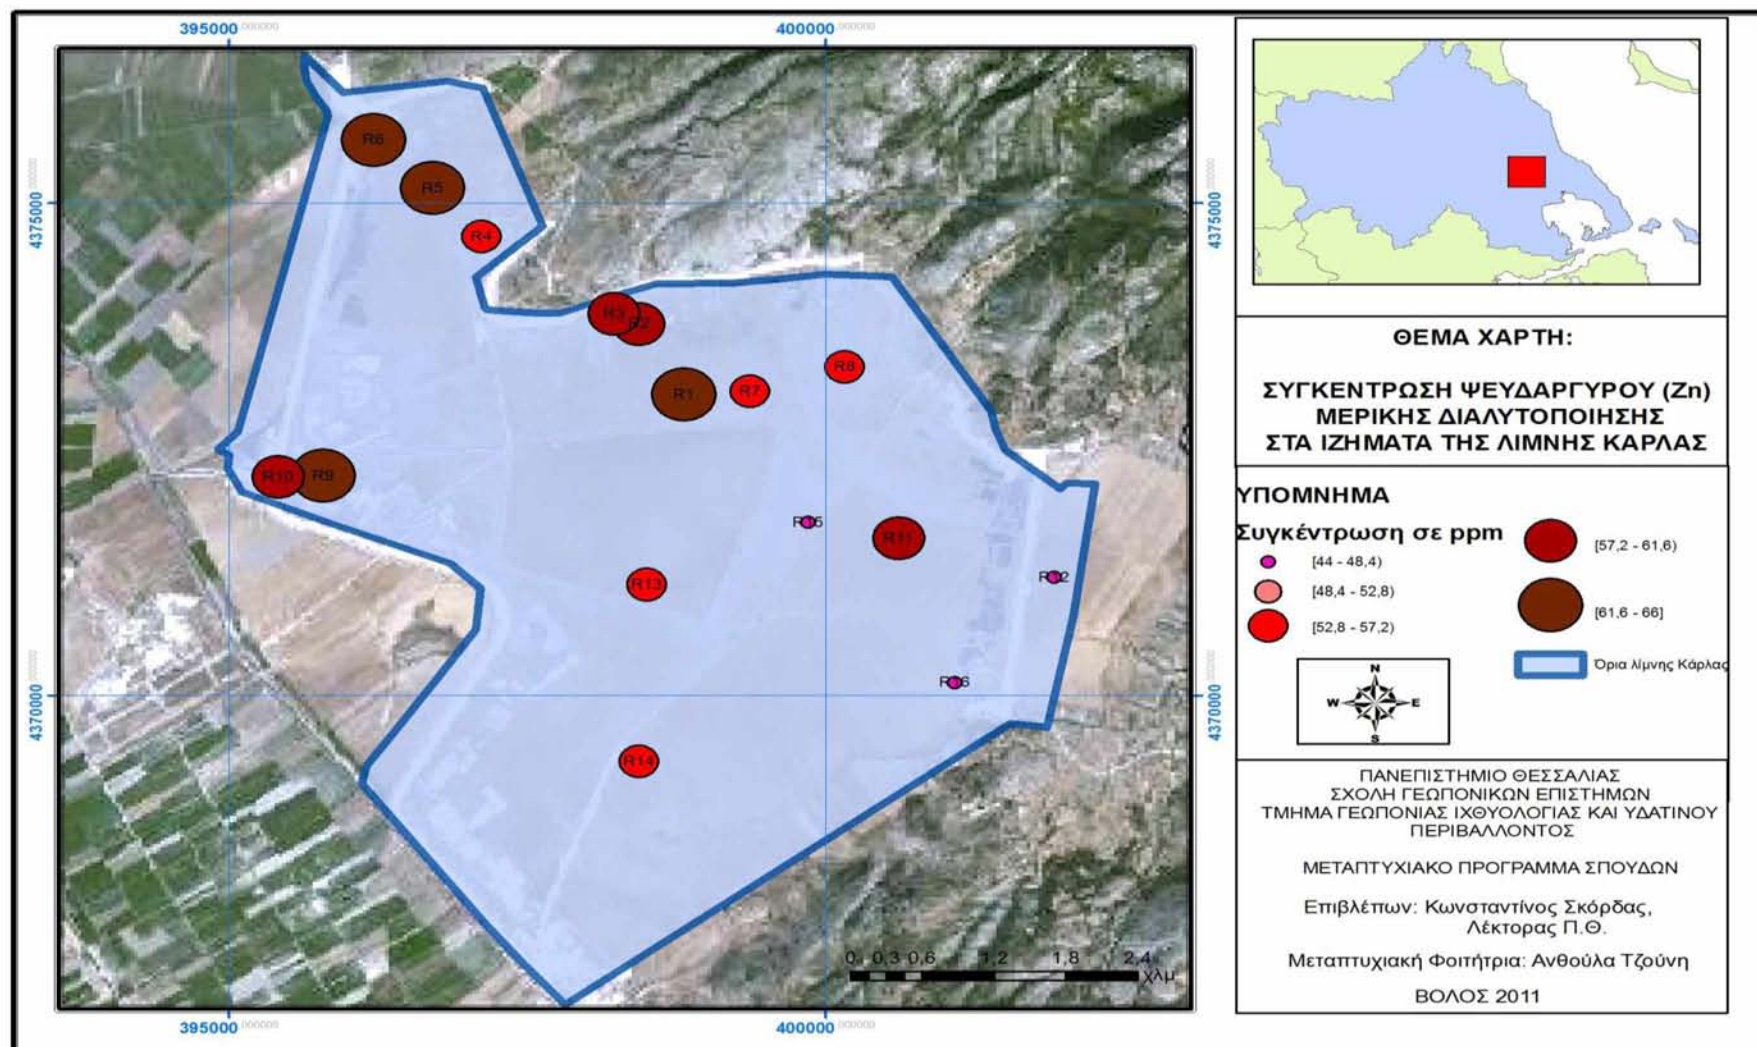 395000
400000
4375000
4375000
4370000
4370000
395000
400000
R6
R5
R4
R3
R2
R1
R7
R8
R10
R9
R11
R13
R14
0 0,3 0,6 1,2 1,8 2,4
χλμ
ΘΕΜΑ ΧΑΡΤΗ:
ΣΥΓΚΕΝΤΡΩΣΗ ΨΕΥΔΑΡΓΥΡΟΥ (Zn)
ΜΕΡΙΚΗΣ ΔΙΑΛΥΤΟΠΟΙΗΣΗΣ
ΣΤΑ ΙΖΗΜΑΤΑ ΤΗΣ ΛΙΜΝΗΣ ΚΑΡΛΑΣ
ΥΠΟΜΝΗΜΑ
Συγκέντρωση σε ppm
[44 - 48,4)
[48,4 - 52,8)
[52,8 - 57,2)
[57,2 - 61,6)
[61,6 - 66]
Όρια λίμνης Κάρλας
N
W E
S
ΠΑΝΕΠΙΣΤΗΜΙΟ ΘΕΣΣΑΛΙΑΣ
ΣΧΟΛΗ ΓΕΩΠΟΝΙΚΩΝ ΕΠΙΣΤΗΜΩΝ
ΤΜΗΜΑ ΓΕΩΠΟΝΙΑΣ ΙΧΘΥΟΛΟΓΙΑΣ ΚΑΙ ΥΔΑΤΙΝΟΥ
ΠΕΡΙΒΑΛΛΟΝΤΟΣ
ΜΕΤΑΠΤΥΧΙΑΚΟ ΠΡΟΓΡΑΜΜΑ ΣΠΟΥΔΩΝ
Επιβλέπων: Κωνσταντίνος Σκόρδας,
Λέκτορας Π.Θ.
Μεταπτυχιακή Φοιτήτρια: Ανθούλα Τζούνη
ΒΟΛΟΣ 2011